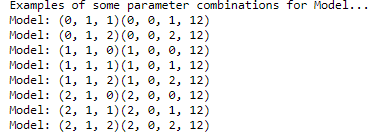 Examples of some parameter combinations for Model...
Model: (0, 1, 1)(0, 0, 1, 12)
Model: (0, 1, 2)(0, 0, 2, 12)
Model: (1, 1, 0)(1, 0, 0, 12)
Model: (1, 1, 1)(1, 0, 1, 12)
Model: (1, 1, 2)(1, 0, 2, 12)
Model: (2, 1, 0)(2, 0, 0, 12)
Model: (2, 1, 1)(2, 0, 1, 12)
Model: (2, 1, 2)(2, 0, 2, 12)